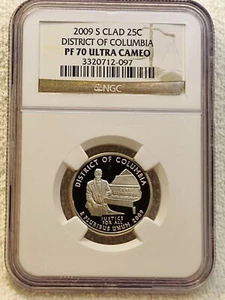 2009 S CLAD 25C
DISTRICT OF COLUMBIA
PF 70 ULTRA CAMEO
3320712-097
NGC
DISTRICT OF COLUMBIA
JUSTICE
FOR ALL
E PLURIBUS UNUM 2009